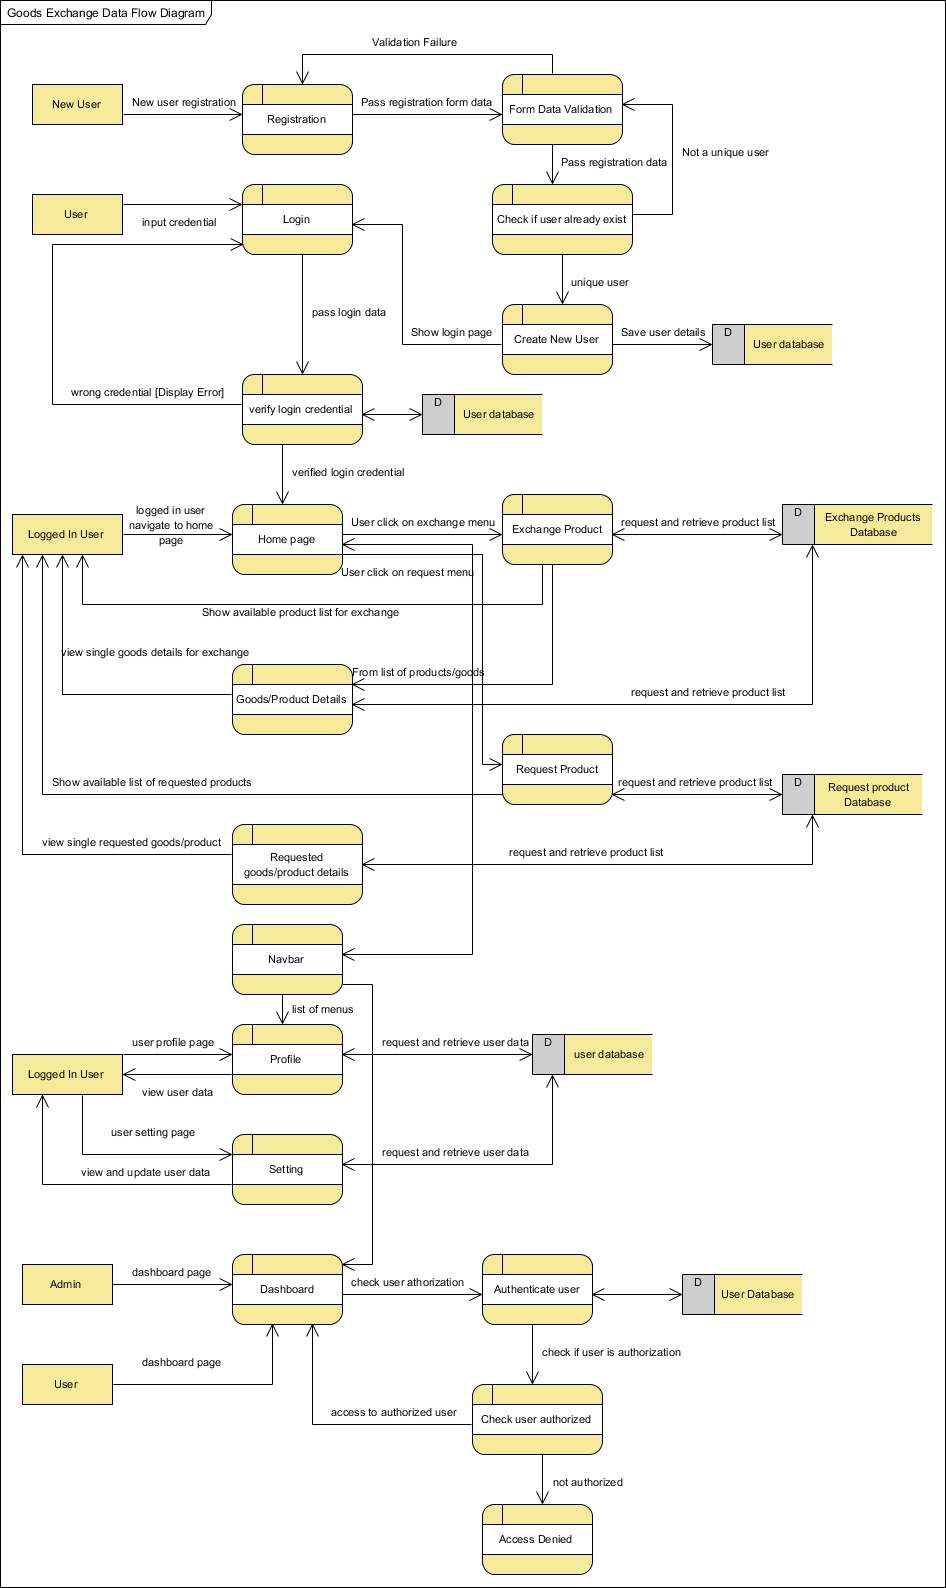 Goods Exchange Data Flow Diagram
Validation Failure
New User
New user registration
Registration
Pass registration form data
Form Data Validation
Not a unique user
Pass registration data
User
input credential
Login
Check if user already exist
unique user
pass login data
Show login page
Create New User
Save user details
D
User database
wrong credential [Display Error]
verify login credential
D
User database
verified login credential
Logged In User
logged in user
navigate to home
page
Home page
User click on exchange menu
Exchange Product
request and retrieve product list
D
Exchange Products
Database
User click on request menu
Show available product list for exchange
view single goods details for exchange
From list of products/goods
Goods/Product Details
request and retrieve product list
Request Product
Show available list of requested products
request and retrieve product list
D
Request product
Database
view single requested goods/product
Requested
goods/product details
request and retrieve product list
Navbar
list of menus
user profile page
Profile
request and retrieve user data
D
user database
Logged In User
view user data
user setting page
Setting
request and retrieve user data
view and update user data
Admin
dashboard page
Dashboard
check user athorization
Authenticate user
D
User Database
User
dashboard page
check if user is authorization
access to authorized user
Check user authorized
not authorized
Access Denied